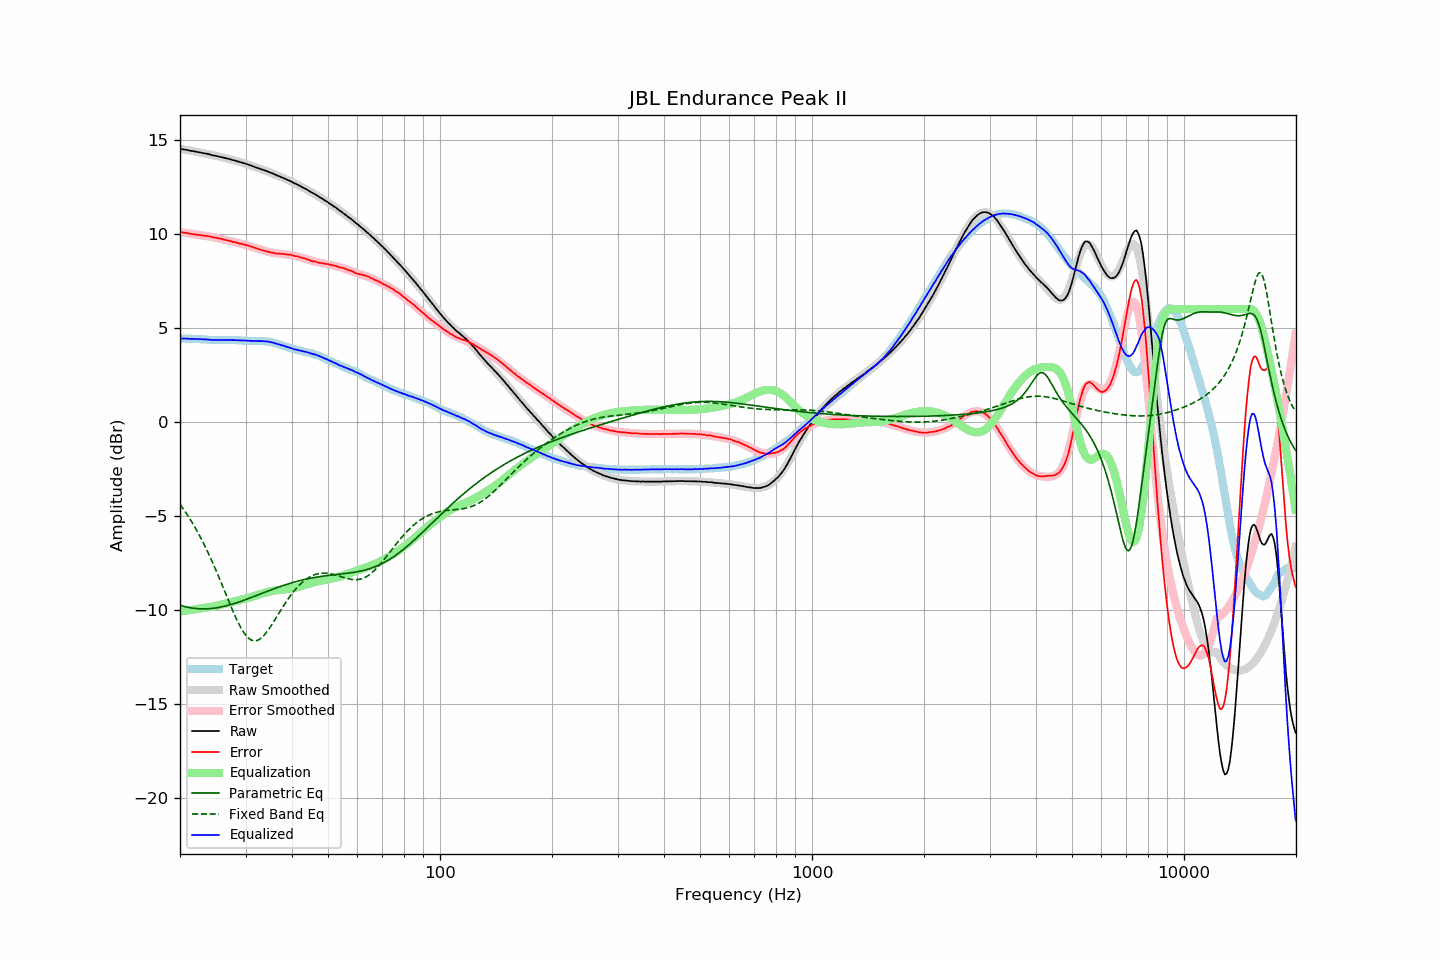 JBL Endurance Peak II
15
10
5
0
−5
−10
−15
−20
Amplitude (dBr)
Target
Raw Smoothed
Error Smoothed
Raw
Error
Equalization
Parametric Eq
Fixed Band Eq
Equalized
100 1000 10000
Frequency (Hz)